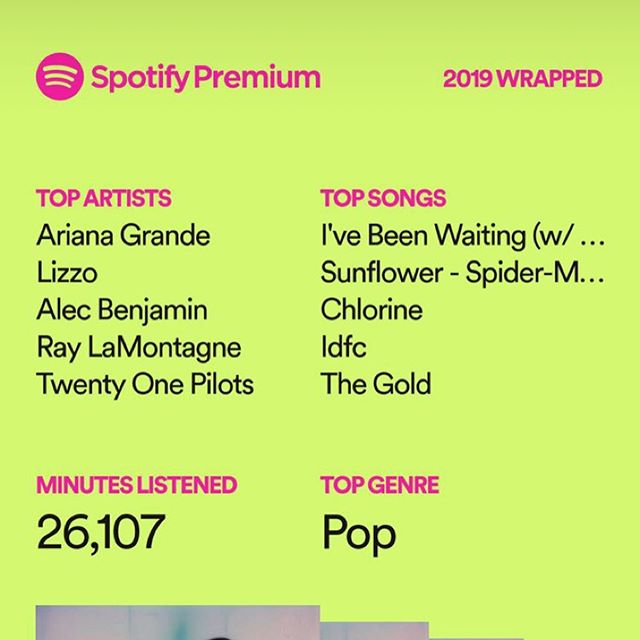 Spotify Premium
2019 WRAPPED
TOP ARTISTS
Ariana Grande
Lizzo
Alec Benjamin
Ray LaMontagne
Twenty One Pilots
TOP SONGS
I've Been Waiting (w/ …
Sunflower - Spider-M…
Chlorine
Idfc
The Gold
MINUTES LISTENED
26,107
TOP GENRE
Pop